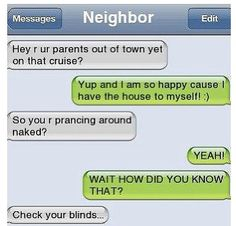 Messages Neighbor Edit
Hey r ur parents out of town yet
on that cruise?
Yup and I am so happy cause I
have the house to myself! :)
So you r prancing around
naked?
YEAH!
WAIT HOW DID YOU KNOW
THAT?
Check your blinds...